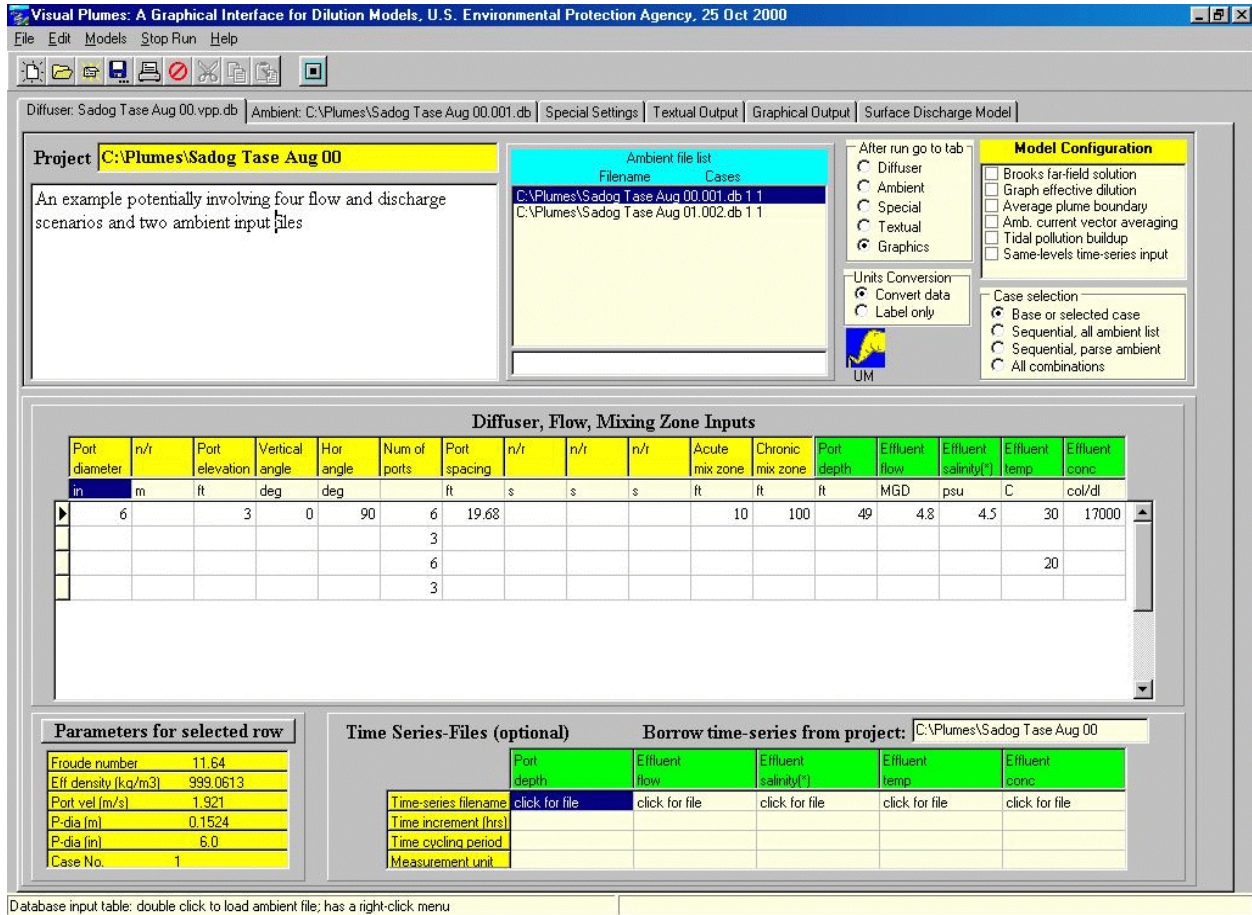 Visual Plumes: A Graphical Interface for Dilution Models, U.S. Environmental Protection Agency, 25 Oct 2000
File Edit Models Stop Run Help
Diffuser: Sadog Tase Aug 00.vpp.db Ambient: C:\Plumes\Sadog Tase Aug 00.001.db Special Settings Textual Output Graphical Output Surface Discharge Model
Project C:\Plumes\Sadog Tase Aug 00
An example potentially involving four flow and discharge
scenarios and two ambient input files
Ambient file list
Filename Cases
C:\Plumes\Sadog Tase Aug 00.001.db 1 1
C:\Plumes\Sadog Tase Aug 01.002.db 1 1
After run go to tab
Diffuser
Ambient
Special
Textual
Graphics
Units Conversion
Convert data
Label only
UM
Model Configuration
Brooks far-field solution
Graph effective dilution
Average plume boundary
Amb. current vector averaging
Tidal pollution buildup
Same-levels time-series input
Case selection
Base or selected case
Sequential, all ambient list
Sequential, parse ambient
All combinations
Diffuser, Flow, Mixing Zone Inputs
Port n/r Port Vertical Hor Num of Port n/r n/r n/r Acute Chronic Port Effluent Effluent Effluent Effluent
diameter elevation angle angle ports spacing mix zone mix zone depth flow salinity(*) temp conc
in m ft deg deg ft s s s ft ft ft MGD psu C col/dl
6 3 0 90 6 19.68 10 100 49 4.8 4.5 30 17000
3
6 20
3
Parameters for selected row
Froude number 11.64
Eff density (kg/m3) 999.0613
Port vel (m/s) 1.921
P-dia (m) 0.1524
P-dia (in) 6.0
Case No. 1
Time Series-Files (optional) Borrow time-series from project: C:\Plumes\Sadog Tase Aug 00
Port Effluent Effluent Effluent Effluent
depth flow salinity(*) temp conc
Time-series filename click for file click for file click for file click for file click for file
Time increment (hrs)
Time cycling period
Measurement unit
Database input table: double click to load ambient file; has a right-click menu